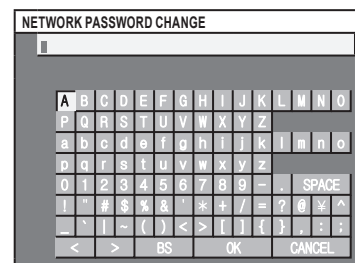 NETWORK PASSWORD CHANGE
A B C D E F G H I J K L M N O
P Q R S T U V W X Y Z
a b c d e f g h i j k l m n o
p q r s t u v w x y z
0 1 2 3 4 5 6 7 8 9 – . SPACE
! " # $ % & ' * + / = ? @ ¥ ^
_ ` | ~ ( ) < > [ ] { } , : ;
< > BS OK CANCEL